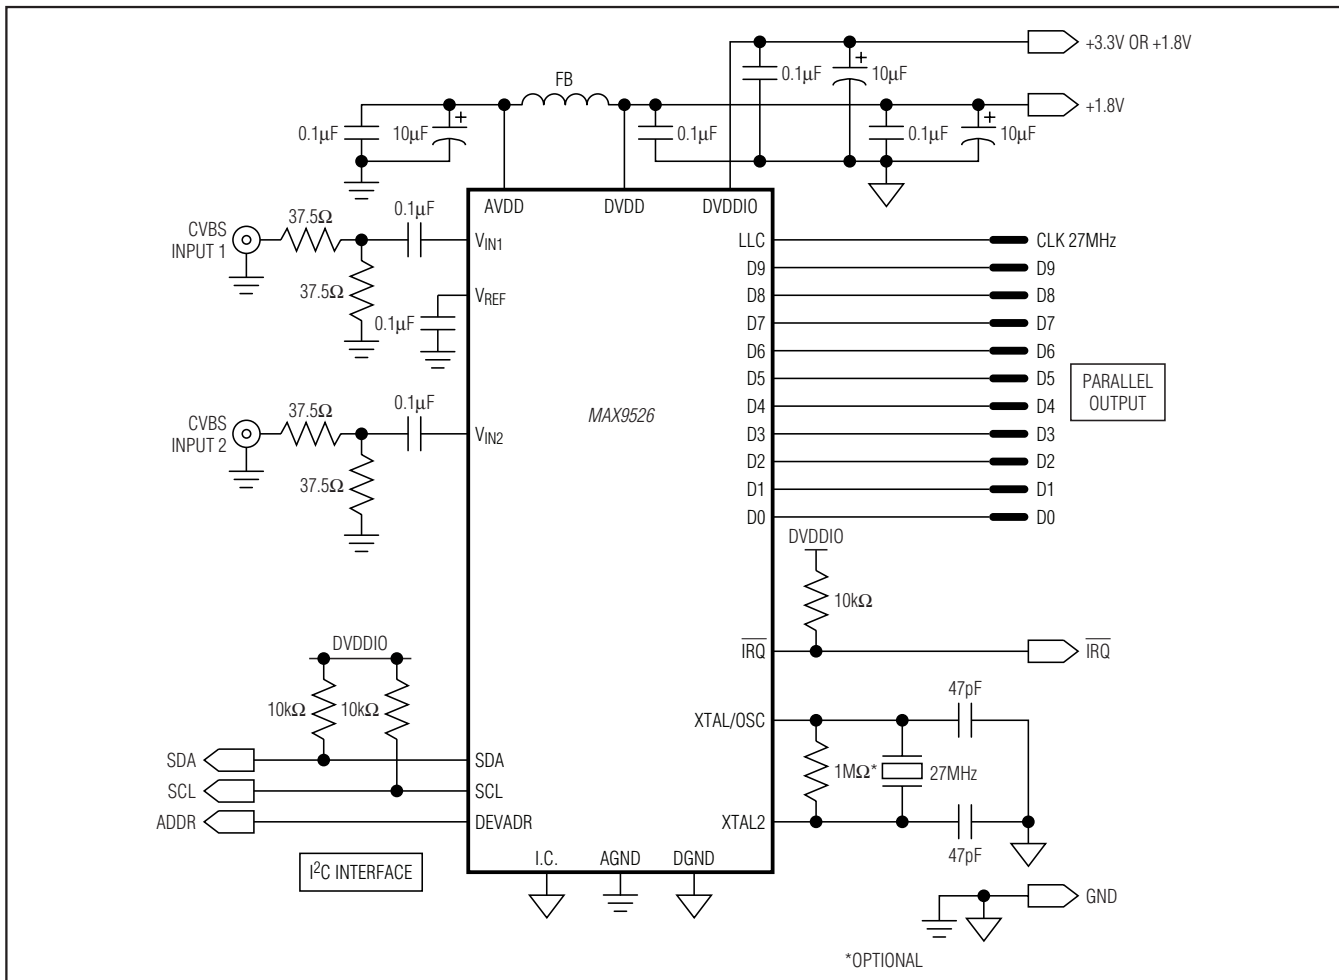 +3.3V OR +1.8V
0.1µF
+
10µF
FB
+1.8V
0.1µF
10µF
+
0.1µF
0.1µF
+
10µF
AVDD
DVDD
DVDDIO
CVBS
INPUT 1
37.5Ω
0.1µF
VIN1
37.5Ω
VREF
0.1µF
CVBS
INPUT 2
37.5Ω
0.1µF
VIN2
37.5Ω
MAX9526
LLC
CLK 27MHz
D9
D9
D8
D8
D7
D7
D6
D6
D5
D5
D4
D4
D3
D3
D2
D2
D1
D1
D0
D0
PARALLEL
OUTPUT
DVDDIO
10kΩ
IRQ
IRQ
DVDDIO
10kΩ
10kΩ
SDA
SDA
SCL
SCL
ADDR
DEVADR
I²C INTERFACE
XTAL/OSC
47pF
1MΩ*
27MHz
XTAL2
47pF
I.C.
AGND
DGND
GND
*OPTIONAL